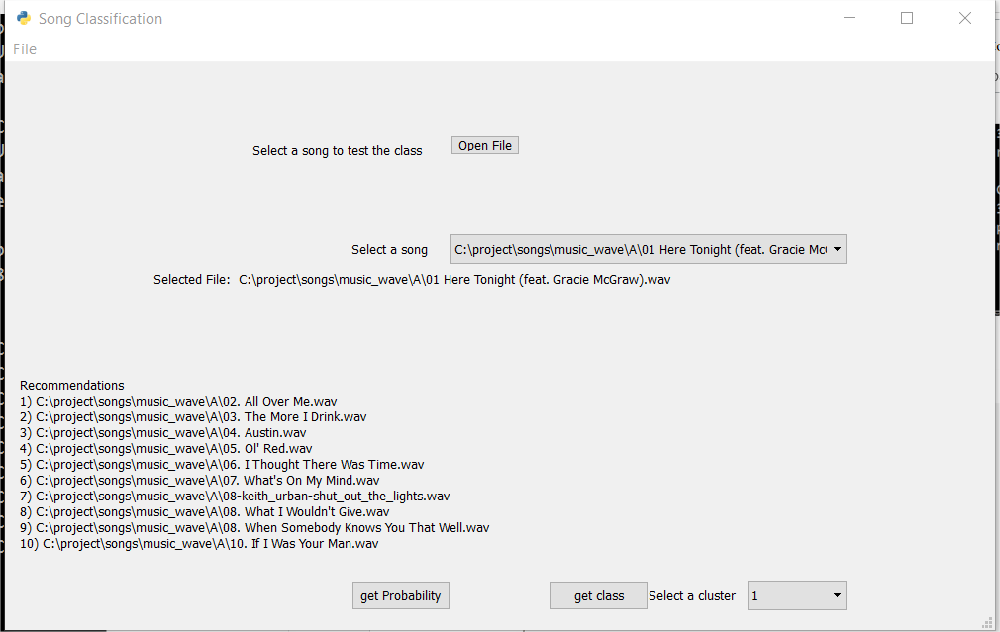 Song Classification
File
Select a song to test the class Open File
Select a song C:\project\songs\music_wave\A\01 Here Tonight (feat. Gracie Mc
Selected File: C:\project\songs\music_wave\A\01 Here Tonight (feat. Gracie McGraw).wav
Recommendations
1) C:\project\songs\music_wave\A\02. All Over Me.wav
2) C:\project\songs\music_wave\A\03. The More I Drink.wav
3) C:\project\songs\music_wave\A\04. Austin.wav
4) C:\project\songs\music_wave\A\05. Ol' Red.wav
5) C:\project\songs\music_wave\A\06. I Thought There Was Time.wav
6) C:\project\songs\music_wave\A\07. What's On My Mind.wav
7) C:\project\songs\music_wave\A\08-keith_urban-shut_out_the_lights.wav
8) C:\project\songs\music_wave\A\08. What I Wouldn't Give.wav
9) C:\project\songs\music_wave\A\08. When Somebody Knows You That Well.wav
10) C:\project\songs\music_wave\A\10. If I Was Your Man.wav
get Probability get class Select a cluster 1